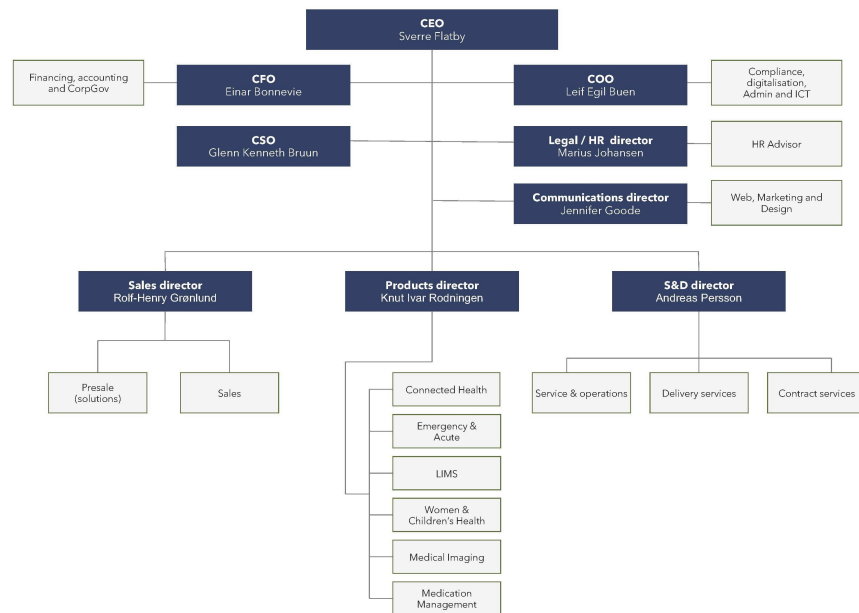 CEO
Sverre Flatby
Financing, accounting
and CorpGov
CFO
Einar Bonnevie
COO
Leif Egil Buen
Compliance,
digitalisation,
Admin and ICT
CSO
Glenn Kenneth Bruun
Legal / HR director
Marius Johansen
HR Advisor
Communications director
Jennifer Goode
Web, Marketing and
Design
Sales director
Rolf-Henry Grønlund
Products director
Knut Ivar Rodningen
S&D director
Andreas Persson
Presale
(solutions)
Sales
Connected Health
Emergency &
Acute
LIMS
Women &
Children's Health
Medical Imaging
Medication
Management
Service & operations
Delivery services
Contract services